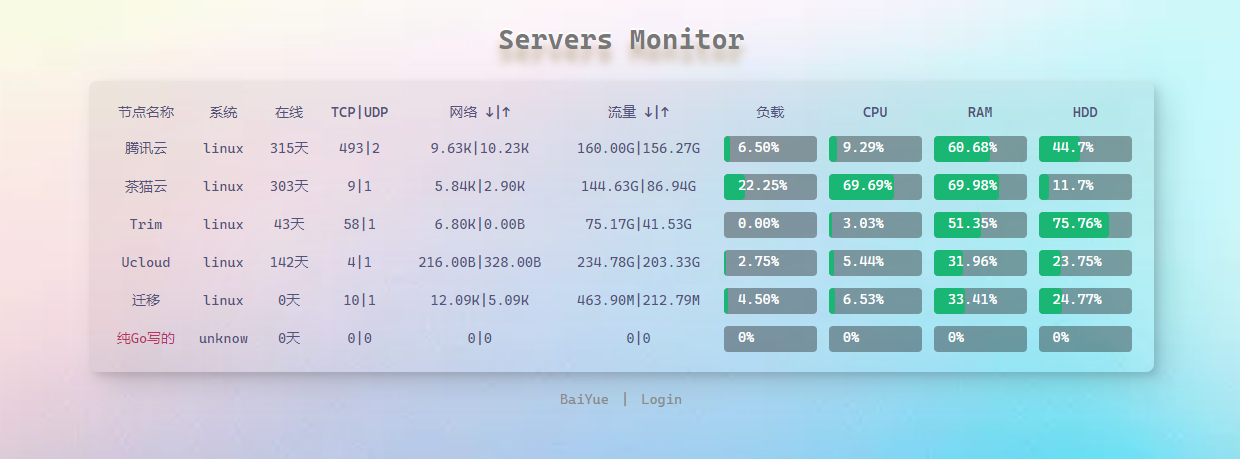 Servers Monitor
节点名称 系统 在线 TCP|UDP 网络 ↓|↑ 流量 ↓|↑ 负载 CPU RAM HDD
腾讯云 linux 315天 493|2 9.63K|10.23K 160.00G|156.27G 6.50% 9.29% 60.68% 44.7%
茶猫云 linux 303天 9|1 5.84K|2.90K 144.63G|86.94G 22.25% 69.69% 69.98% 11.7%
Trim linux 43天 58|1 6.80K|0.00B 75.17G|41.53G 0.00% 3.03% 51.35% 75.76%
Ucloud linux 142天 4|1 216.00B|328.00B 234.78G|203.33G 2.75% 5.44% 31.96% 23.75%
迁移 linux 0天 10|1 12.09K|5.09K 463.90M|212.79M 4.50% 6.53% 33.41% 24.77%
纯Go写的 unknow 0天 0|0 0|0 0|0 0% 0% 0% 0%
BaiYue | Login